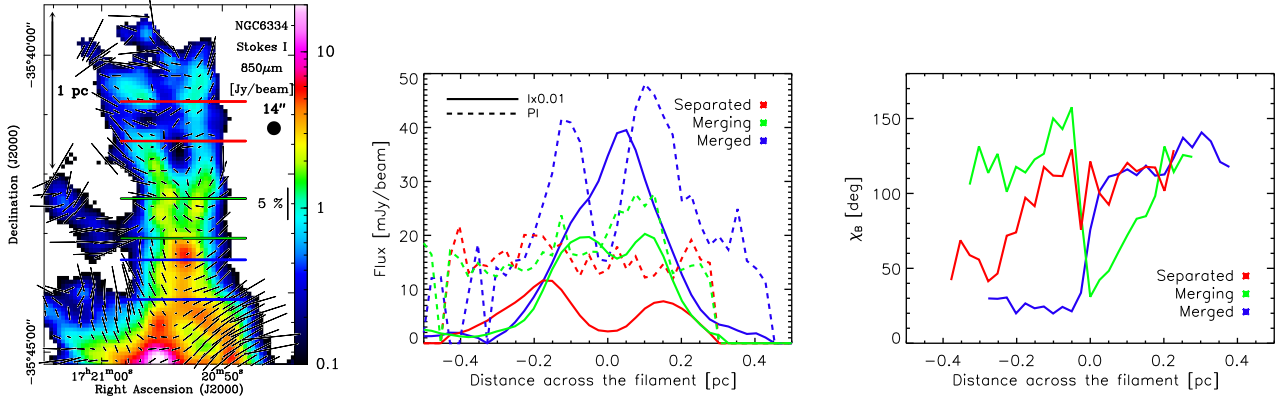 NGC6334
Stokes I
850μm
[Jy/beam]
14"
1 pc
5 %
10
1
0.1
−35°40'00"
−35°45'00"
Declination (J2000)
17ʰ21ᵐ00ˢ
20ᵐ50ˢ
Right Ascension (J2000)
50
40
30
20
10
0
Flux [mJy/beam]
Ix0.01
PI
Separated
Merging
Merged
−0.4
−0.2
0.0
0.2
0.4
Distance across the filament [pc]
150
100
50
0
χB [deg]
Separated
Merging
Merged
−0.4
−0.2
0.0
0.2
0.4
Distance across the filament [pc]